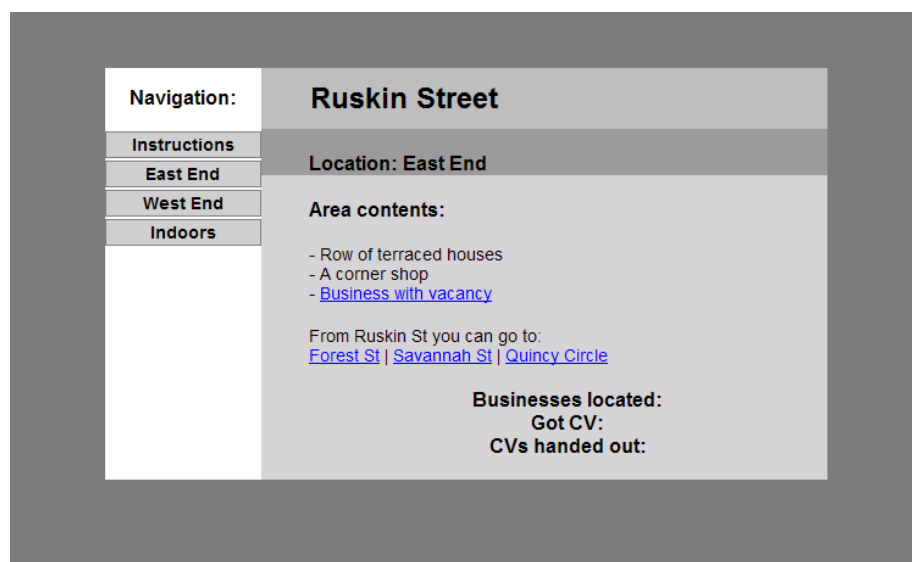 Navigation:
Instructions
East End
West End
Indoors
Ruskin Street
Location: East End
Area contents:
- Row of terraced houses
- A corner shop
- Business with vacancy
From Ruskin St you can go to:
Forest St | Savannah St | Quincy Circle
Businesses located:
Got CV:
CVs handed out: